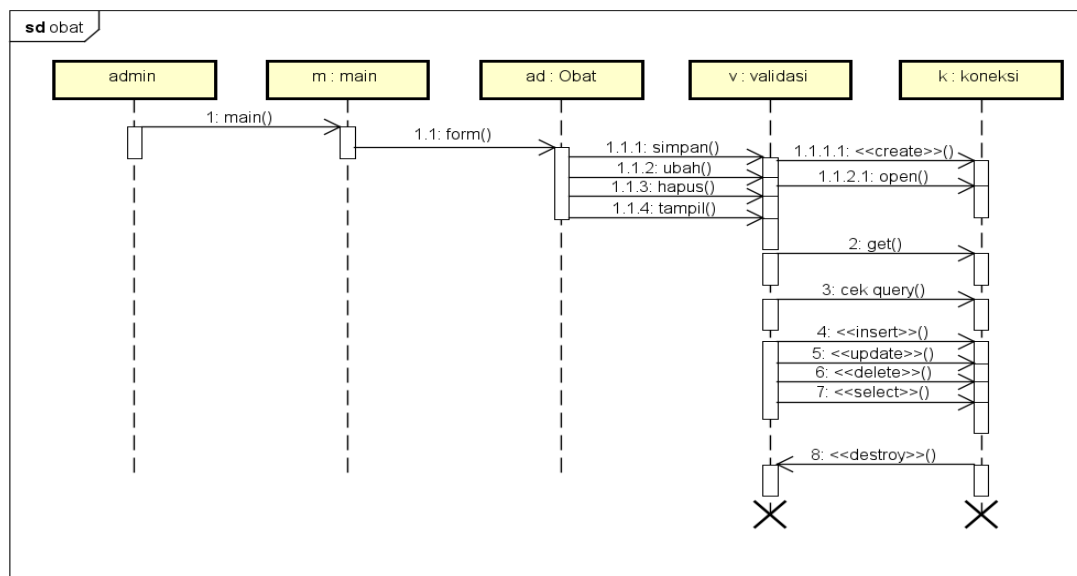 sd obat
admin
m : main
ad : Obat
v : validasi
k : koneksi
1: main()
1.1: form()
1.1.1: simpan()
1.1.1.1: <<create>>()
1.1.2: ubah()
1.1.2.1: open()
1.1.3: hapus()
1.1.4: tampil()
2: get()
3: cek query()
4: <<insert>>()
5: <<update>>()
6: <<delete>>()
7: <<select>>()
8: <<destroy>>()